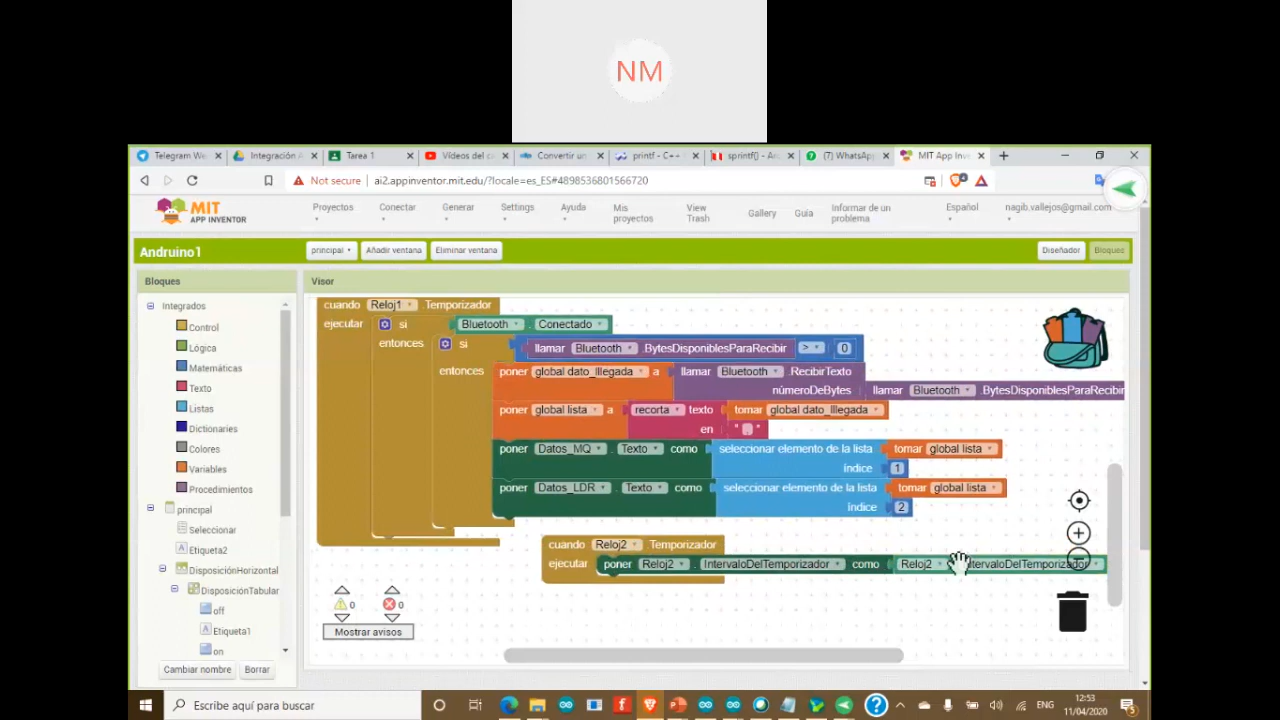 NM
Telegram We
Integración A
Tarea 1
Vídeos del ca
Convertir un
printf - C++
sprintf() - Ard
(7) WhatsApp
MIT App Inve
Not secure
ai2.appinventor.mit.edu/?locale=es_ES#4898536801566720
MIT
APP INVENTOR
Proyectos
Conectar
Generar
Settings
Ayuda
Mis proyectos
View Trash
Gallery
Guía
Informar de un problema
Español
nagib.vallejos@gmail.com
Andruino1
principal
Añadir ventana
Eliminar ventana
Diseñador
Bloques
Bloques
Visor
Integrados
Control
Lógica
Matemáticas
Texto
Listas
Dictionaries
Colores
Variables
Procedimientos
principal
Seleccionar
Etiqueta2
DisposiciónHorizontal
DisposiciónTabular
off
Etiqueta1
on
Cambiar nombre
Borrar
cuando Reloj1 . Temporizador
ejecutar si Bluetooth . Conectado
entonces si llamar Bluetooth .BytesDisponiblesParaRecibir > 0
entonces poner global dato_lllegada a llamar Bluetooth .RecibirTexto
númeroDeBytes llamar Bluetooth .BytesDisponiblesParaRecibir
poner global lista a recorta texto tomar global dato_lllegada
en " , "
poner Datos_MQ . Texto como seleccionar elemento de la lista tomar global lista
índice 1
poner Datos_LDR . Texto como seleccionar elemento de la lista tomar global lista
índice 2
cuando Reloj2 . Temporizador
ejecutar poner Reloj2 . IntervaloDelTemporizador como Reloj2 . IntervaloDelTemporizador
0 0
Mostrar avisos
Escribe aquí para buscar
ENG
12:53
11/04/2020
5